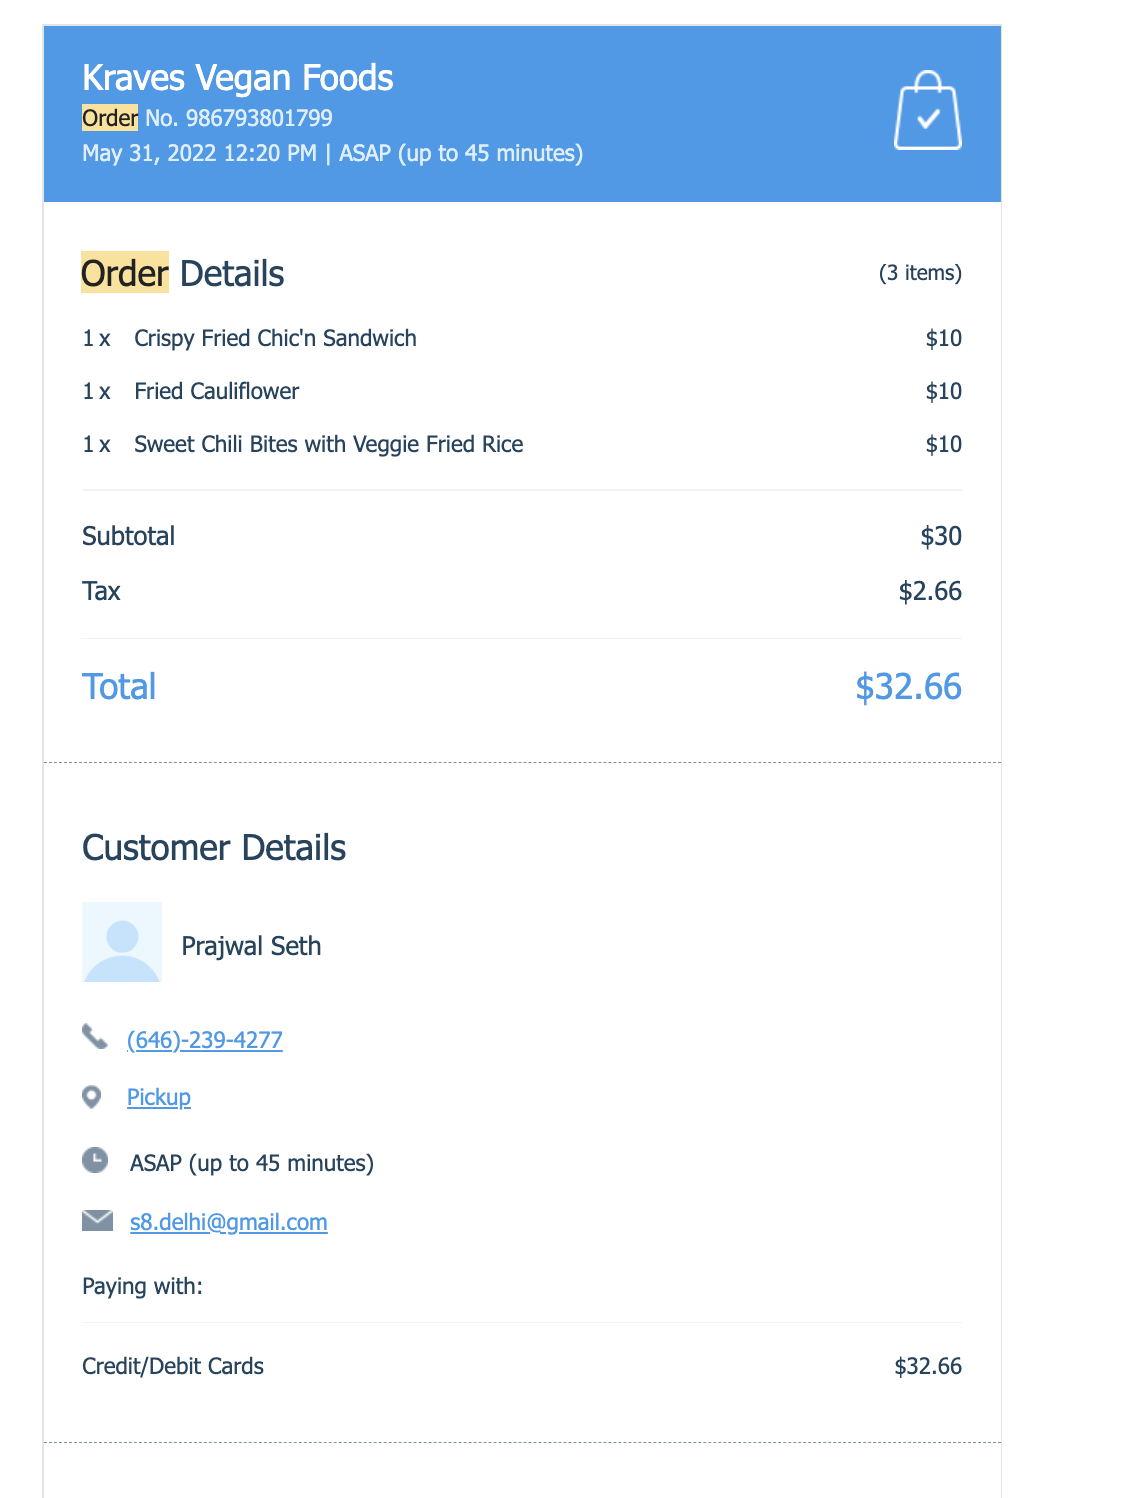 Kraves Vegan Foods
Order No. 986793801799
May 31, 2022 12:20 PM | ASAP (up to 45 minutes)
Order Details (3 items)
1 x Crispy Fried Chic'n Sandwich $10
1 x Fried Cauliflower $10
1 x Sweet Chili Bites with Veggie Fried Rice $10
Subtotal $30
Tax $2.66
Total $32.66
Customer Details
Prajwal Seth
(646)-239-4277
Pickup
ASAP (up to 45 minutes)
s8.delhi@gmail.com
Paying with:
Credit/Debit Cards $32.66